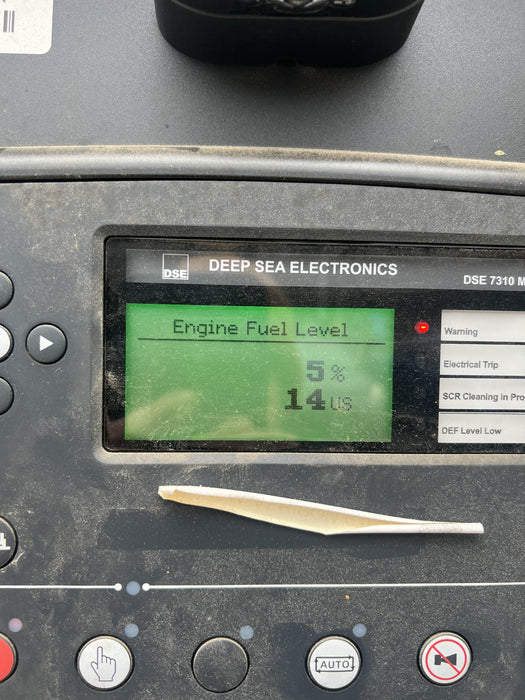 DSE
DEEP SEA ELECTRONICS
DSE 7310 M
Engine Fuel Level
5 %
14 US
Warning
Electrical Trip
SCR Cleaning in Pro
DEF Level Low
AUTO